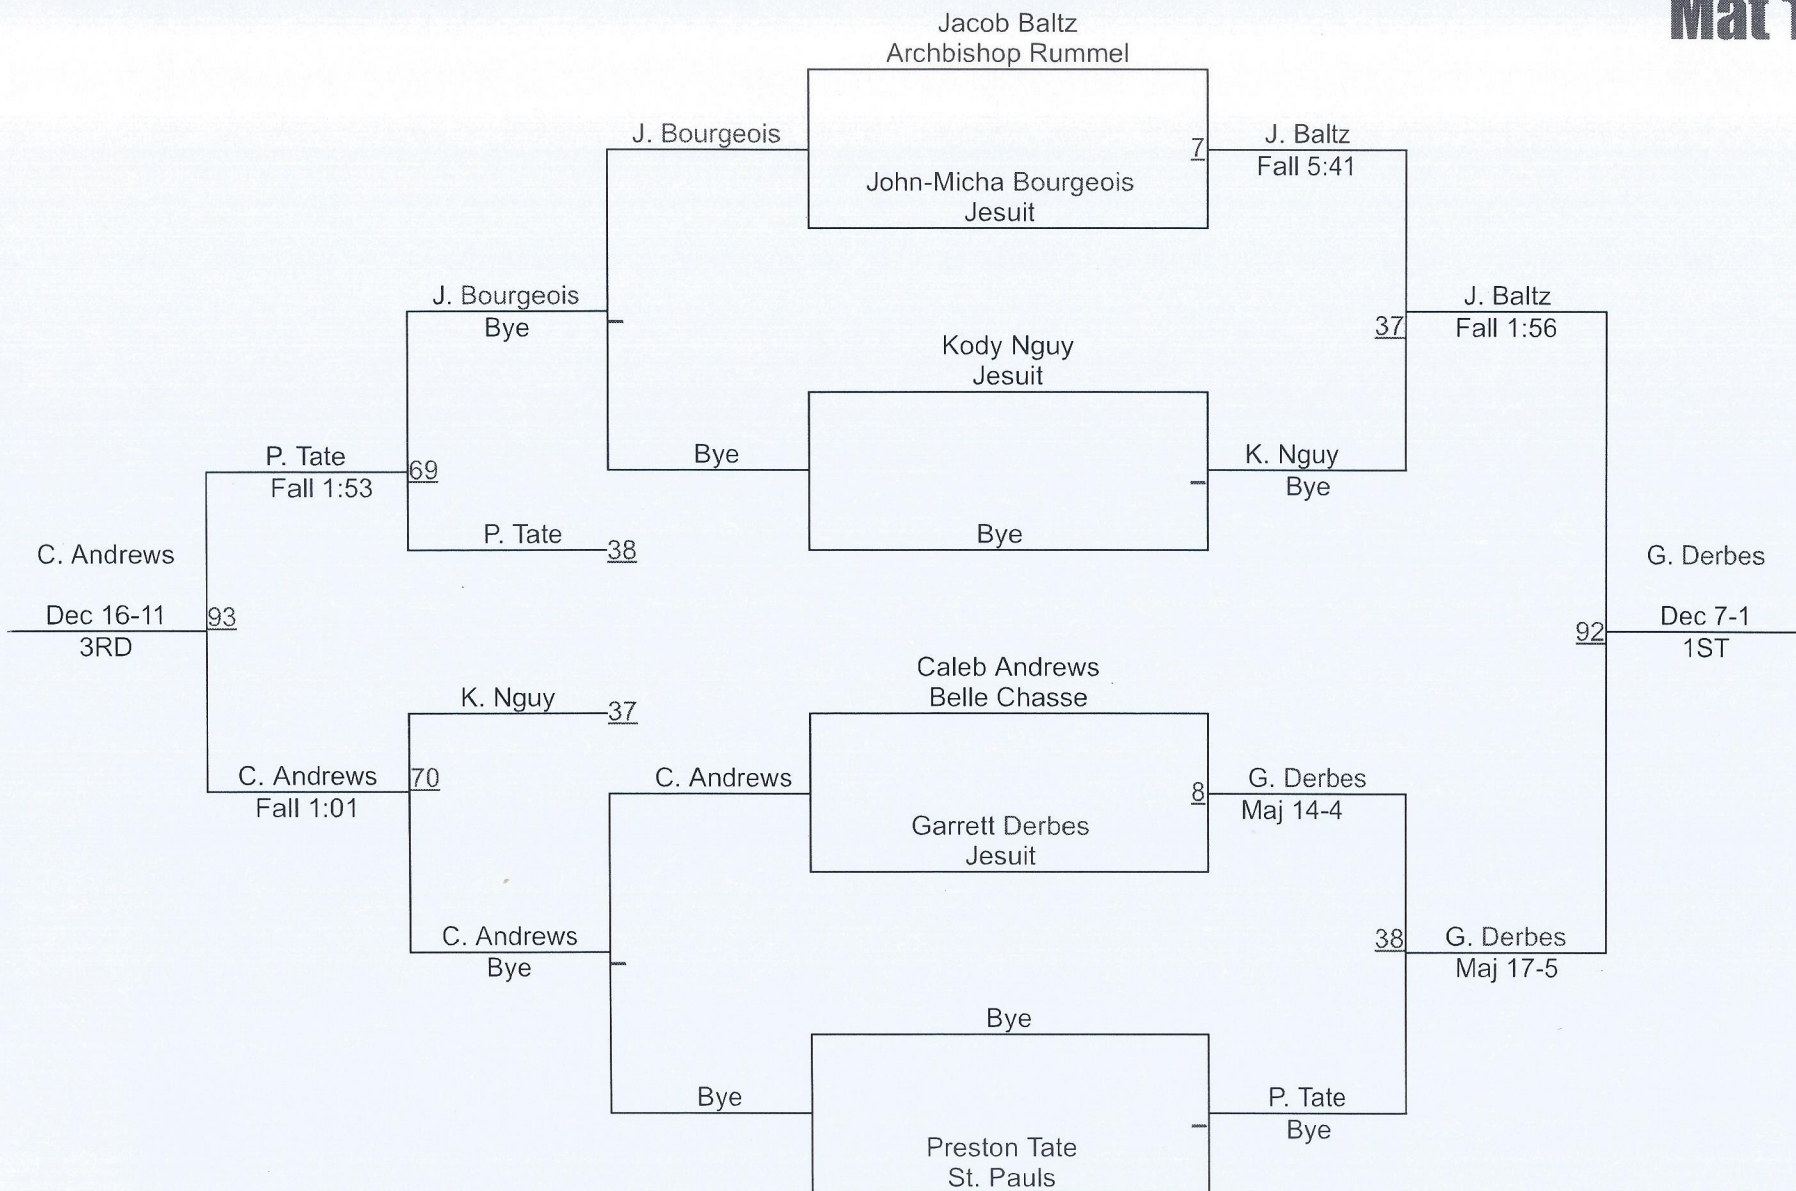 Mat
Jacob Baltz
Archbishop Rummel
J. Bourgeois
7
J. Baltz
Fall 5:41
John-Micha Bourgeois
Jesuit
J. Bourgeois
Bye
J. Baltz
37
Fall 1:56
Kody Nguy
Jesuit
P. Tate
69
Fall 1:53
Bye
K. Nguy
Bye
P. Tate
38
Bye
C. Andrews
G. Derbes
Dec 16-11
93
3RD
92
Dec 7-1
1ST
Caleb Andrews
Belle Chasse
K. Nguy
37
C. Andrews
70
Fall 1:01
C. Andrews
8
G. Derbes
Maj 14-4
Garrett Derbes
Jesuit
C. Andrews
Bye
38
G. Derbes
Maj 17-5
Bye
Bye
P. Tate
Bye
Preston Tate
St. Pauls